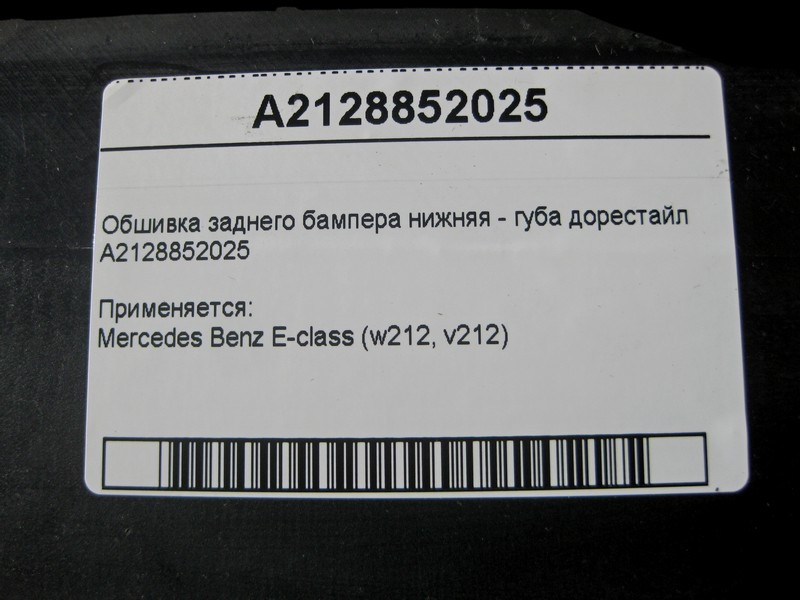 A2128852025
Обшивка заднего бампера нижняя - губа дорестайл
A2128852025
Применяется:
Mercedes Benz E-class (w212, v212)